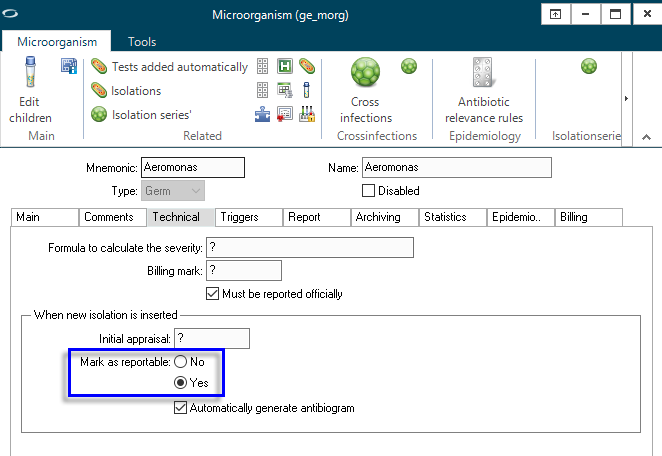 Microorganism (ge_morg)
Microorganism Tools
Tests added automatically
Isolations
Isolation series'
Edit
children
Cross
infections
Antibiotic
relevance rules
Main Related Crossinfections Epidemiology Isolationserie
Mnemonic: Aeromonas Name: Aeromonas
Type: Germ Disabled
Main Comments Technical Triggers Report Archiving Statistics Epidemio.. Billing
Formula to calculate the severity: ?
Billing mark: ?
Must be reported officially
When new isolation is inserted
Initial appraisal: ?
Mark as reportable: No
Yes
Automatically generate antibiogram